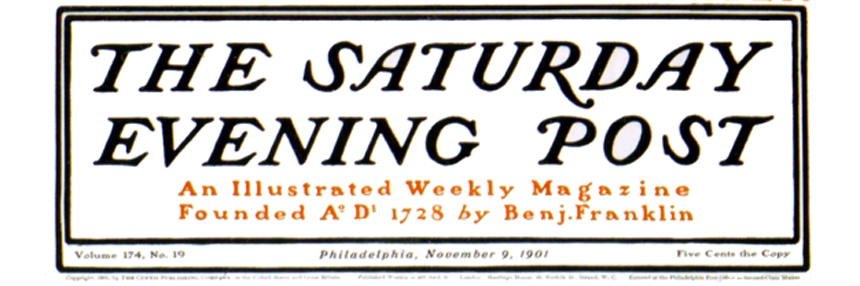 THE SATURDAY
EVENING POST
An Illustrated Weekly Magazine
Founded Aº Dⁱ 1728 by Benj.Franklin
Volume 174, No. 19 Philadelphia, November 9, 1901 Five Cents the Copy